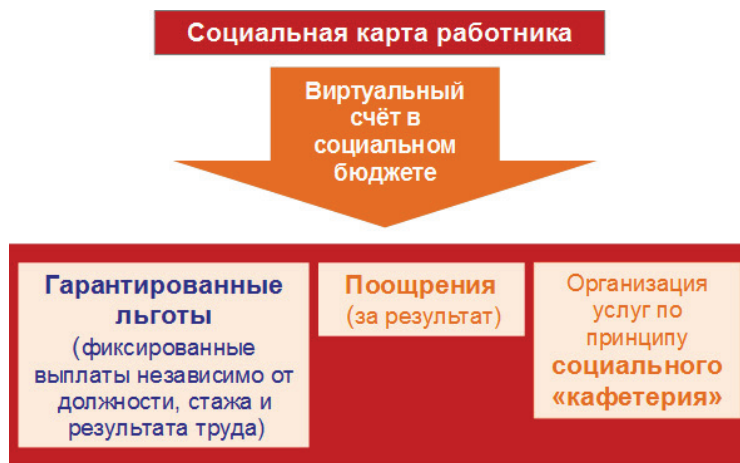 Социальная карта работника
Виртуальный
счёт в
социальном
бюджете
Гарантированные
льготы
(фиксированные
выплаты независимо от
должности, стажа и
результата труда)
Поощрения
(за результат)
Организация
услуг по
принципу
социального
«кафетерия»